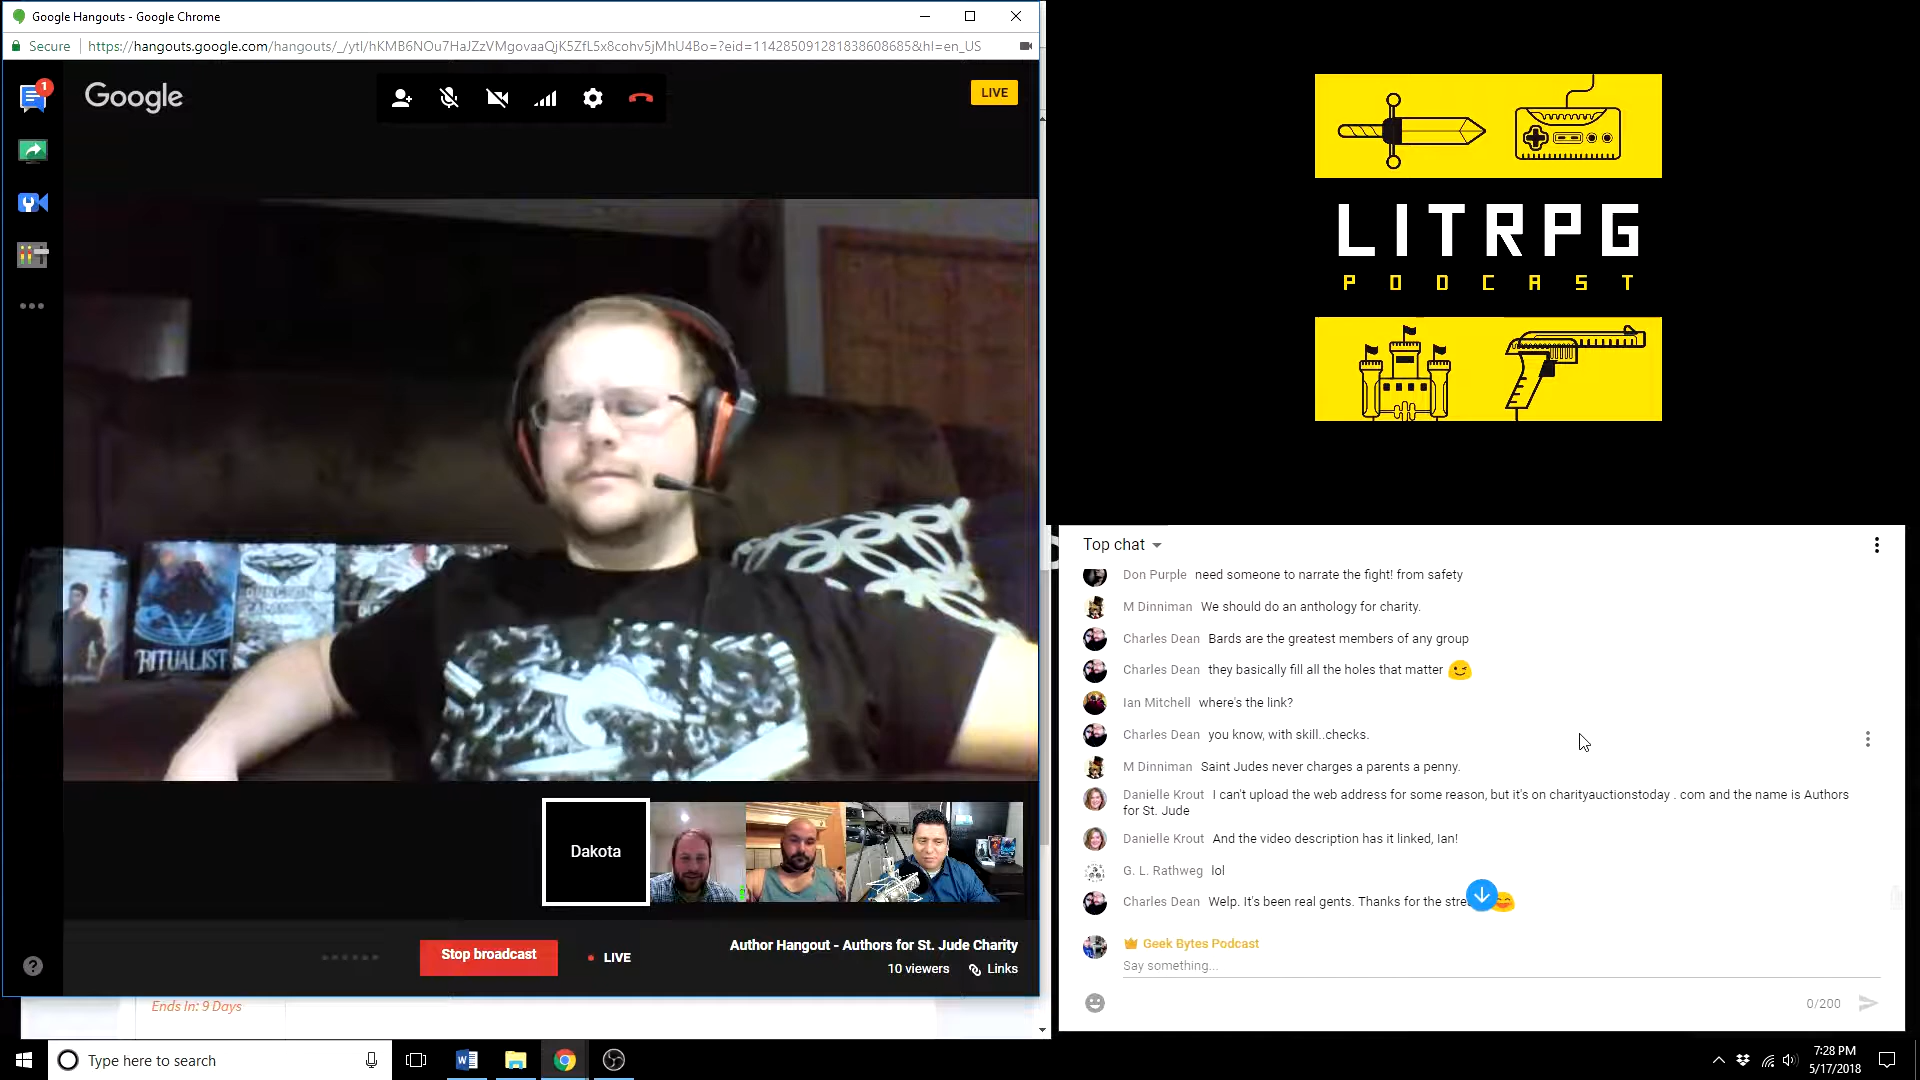 Google Hangouts - Google Chrome
Secure
https://hangouts.google.com/hangouts/_/ytl/hKMB6NOu7HaJZzVMgovaaQjK5ZfL5x8cohv5jMhU4Bo=?eid=114285091281838608685&hl=en_US
1
Google
LIVE
RITUALIST
Dakota
Stop broadcast
LIVE
Author Hangout - Authors for St. Jude Charity
10 viewers
Links
Ends In: 9 Days
LITRPG
PODCAST
Top chat
Don Purple need someone to narrate the fight! from safety
M Dinniman We should do an anthology for charity.
Charles Dean Bards are the greatest members of any group
Charles Dean they basically fill all the holes that matter
Ian Mitchell where's the link?
Charles Dean you know, with skill..checks.
M Dinniman Saint Judes never charges a parents a penny.
Danielle Krout I can't upload the web address for some reason, but it's on charityauctionstoday . com and the name is Authors
for St. Jude
Danielle Krout And the video description has it linked, Ian!
G. L. Rathweg lol
Charles Dean Welp. It's been real gents. Thanks for the stre
Geek Bytes Podcast
Say something...
0/200
Type here to search
7:28 PM
5/17/2018